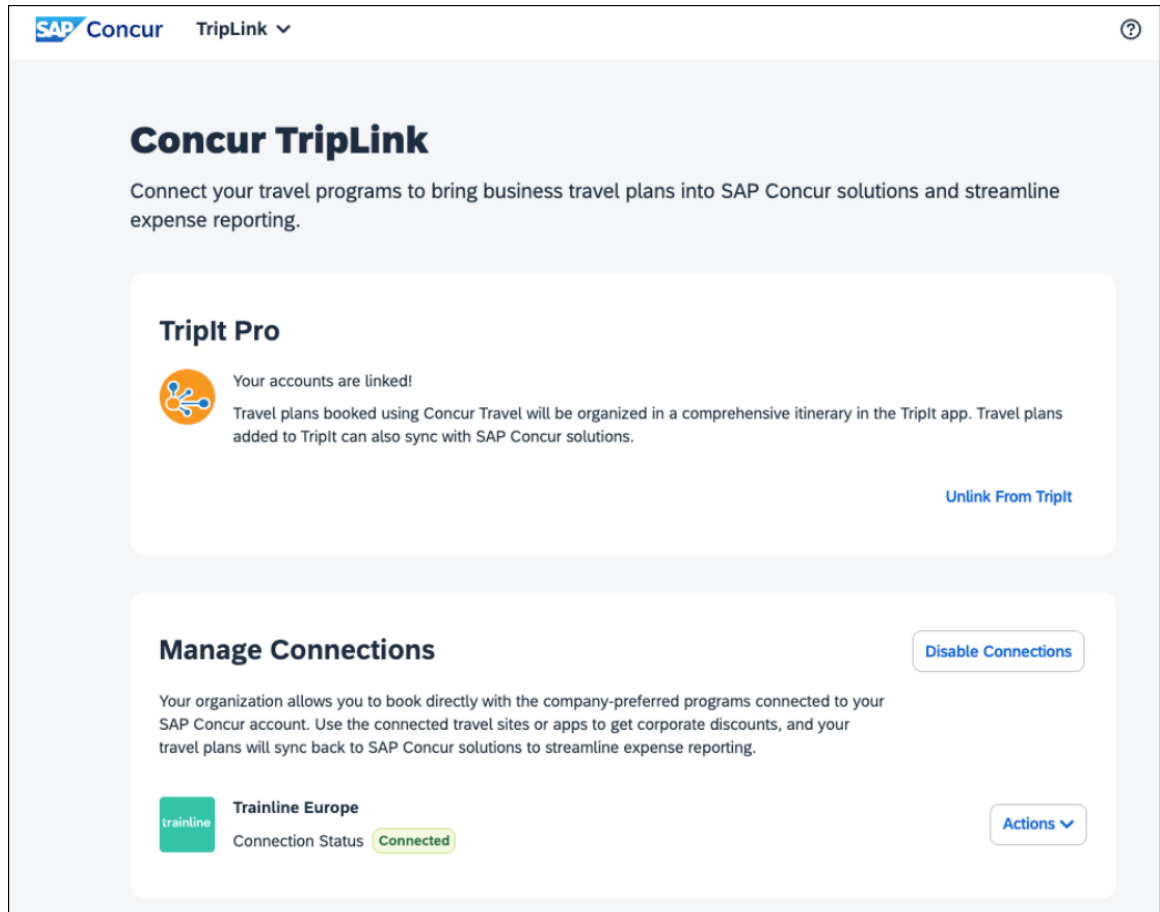 SAP Concur TripLink
Concur TripLink
Connect your travel programs to bring business travel plans into SAP Concur solutions and streamline
expense reporting.
TripIt Pro
Your accounts are linked!
Travel plans booked using Concur Travel will be organized in a comprehensive itinerary in the TripIt app. Travel plans
added to TripIt can also sync with SAP Concur solutions.
Unlink From TripIt
Manage Connections
Disable Connections
Your organization allows you to book directly with the company-preferred programs connected to your
SAP Concur account. Use the connected travel sites or apps to get corporate discounts, and your
travel plans will sync back to SAP Concur solutions to streamline expense reporting.
trainline
Trainline Europe
Connection Status Connected
Actions